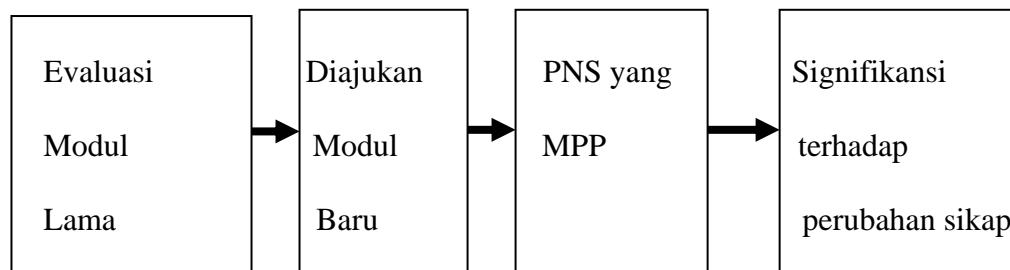 Evaluasi
Modul
Lama
Diajukan
Modul
Baru
PNS yang
MPP
Signifikansi
terhadap
perubahan sikap